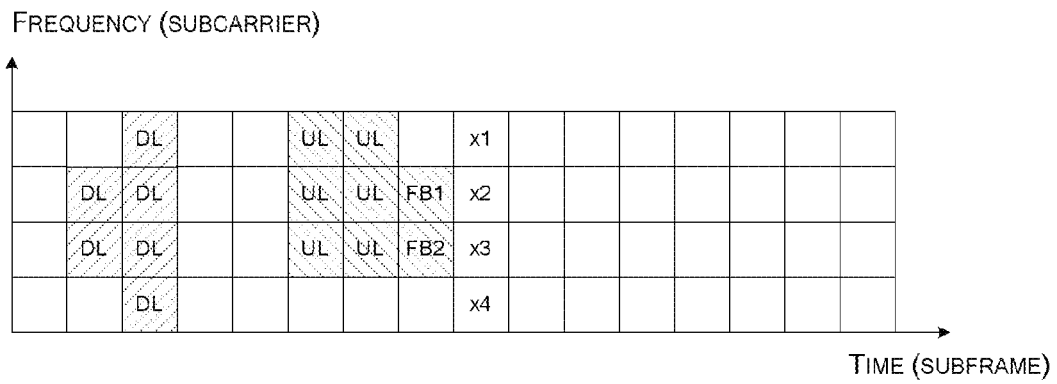 FREQUENCY (SUBCARRIER)
DL UL UL x1
DL DL UL UL FB1 x2
DL DL UL UL FB2 x3
DL x4
TIME (SUBFRAME)